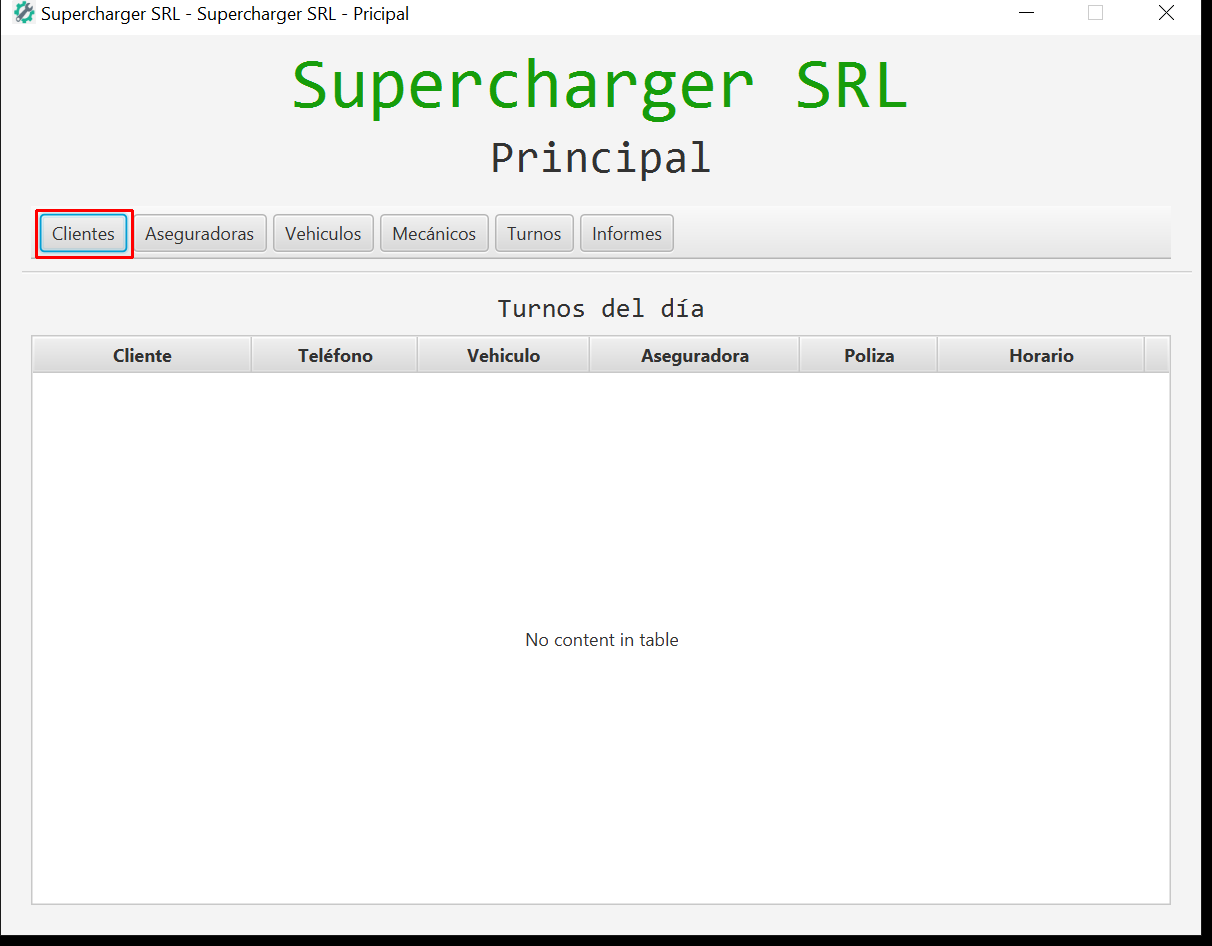 Supercharger SRL - Supercharger SRL - Pricipal
Supercharger SRL
Principal
Clientes Aseguradoras Vehiculos Mecánicos Turnos Informes
Turnos del día
Cliente Teléfono Vehiculo Aseguradora Poliza Horario
No content in table